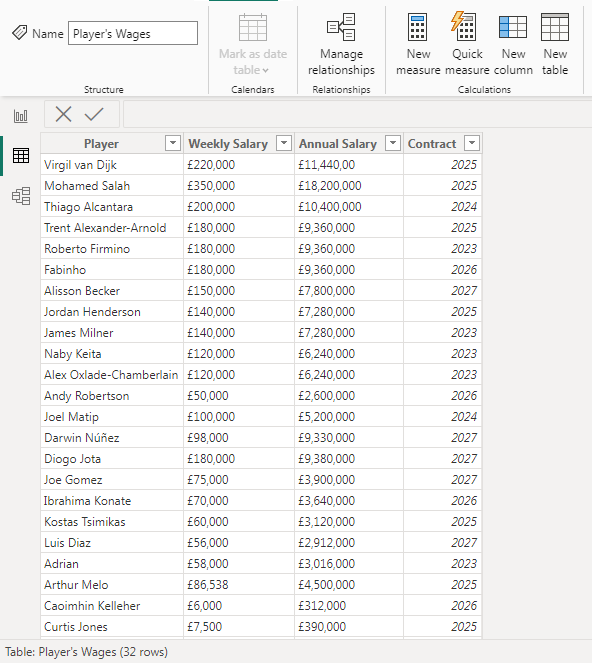 Name Player's Wages
Mark as date table
Manage relationships
New measure
Quick measure
New column
New table
Structure Calendars Relationships Calculations
Player Weekly Salary Annual Salary Contract
Virgil van Dijk £220,000 £11,440,00 2025
Mohamed Salah £350,000 £18,200,000 2025
Thiago Alcantara £200,000 £10,400,000 2024
Trent Alexander-Arnold £180,000 £9,360,000 2025
Roberto Firmino £180,000 £9,360,000 2023
Fabinho £180,000 £9,360,000 2026
Alisson Becker £150,000 £7,800,000 2027
Jordan Henderson £140,000 £7,280,000 2025
James Milner £140,000 £7,280,000 2023
Naby Keita £120,000 £6,240,000 2023
Alex Oxlade-Chamberlain £120,000 £6,240,000 2023
Andy Robertson £50,000 £2,600,000 2026
Joel Matip £100,000 £5,200,000 2024
Darwin Núñez £98,000 £9,330,000 2027
Diogo Jota £180,000 £9,380,000 2027
Joe Gomez £75,000 £3,900,000 2027
Ibrahima Konate £70,000 £3,640,000 2026
Kostas Tsimikas £60,000 £3,120,000 2025
Luis Diaz £56,000 £2,912,000 2027
Adrian £58,000 £3,016,000 2023
Arthur Melo £86,538 £4,500,000 2025
Caoimhin Kelleher £6,000 £312,000 2026
Curtis Jones £7,500 £390,000 2025
Table: Player's Wages (32 rows)